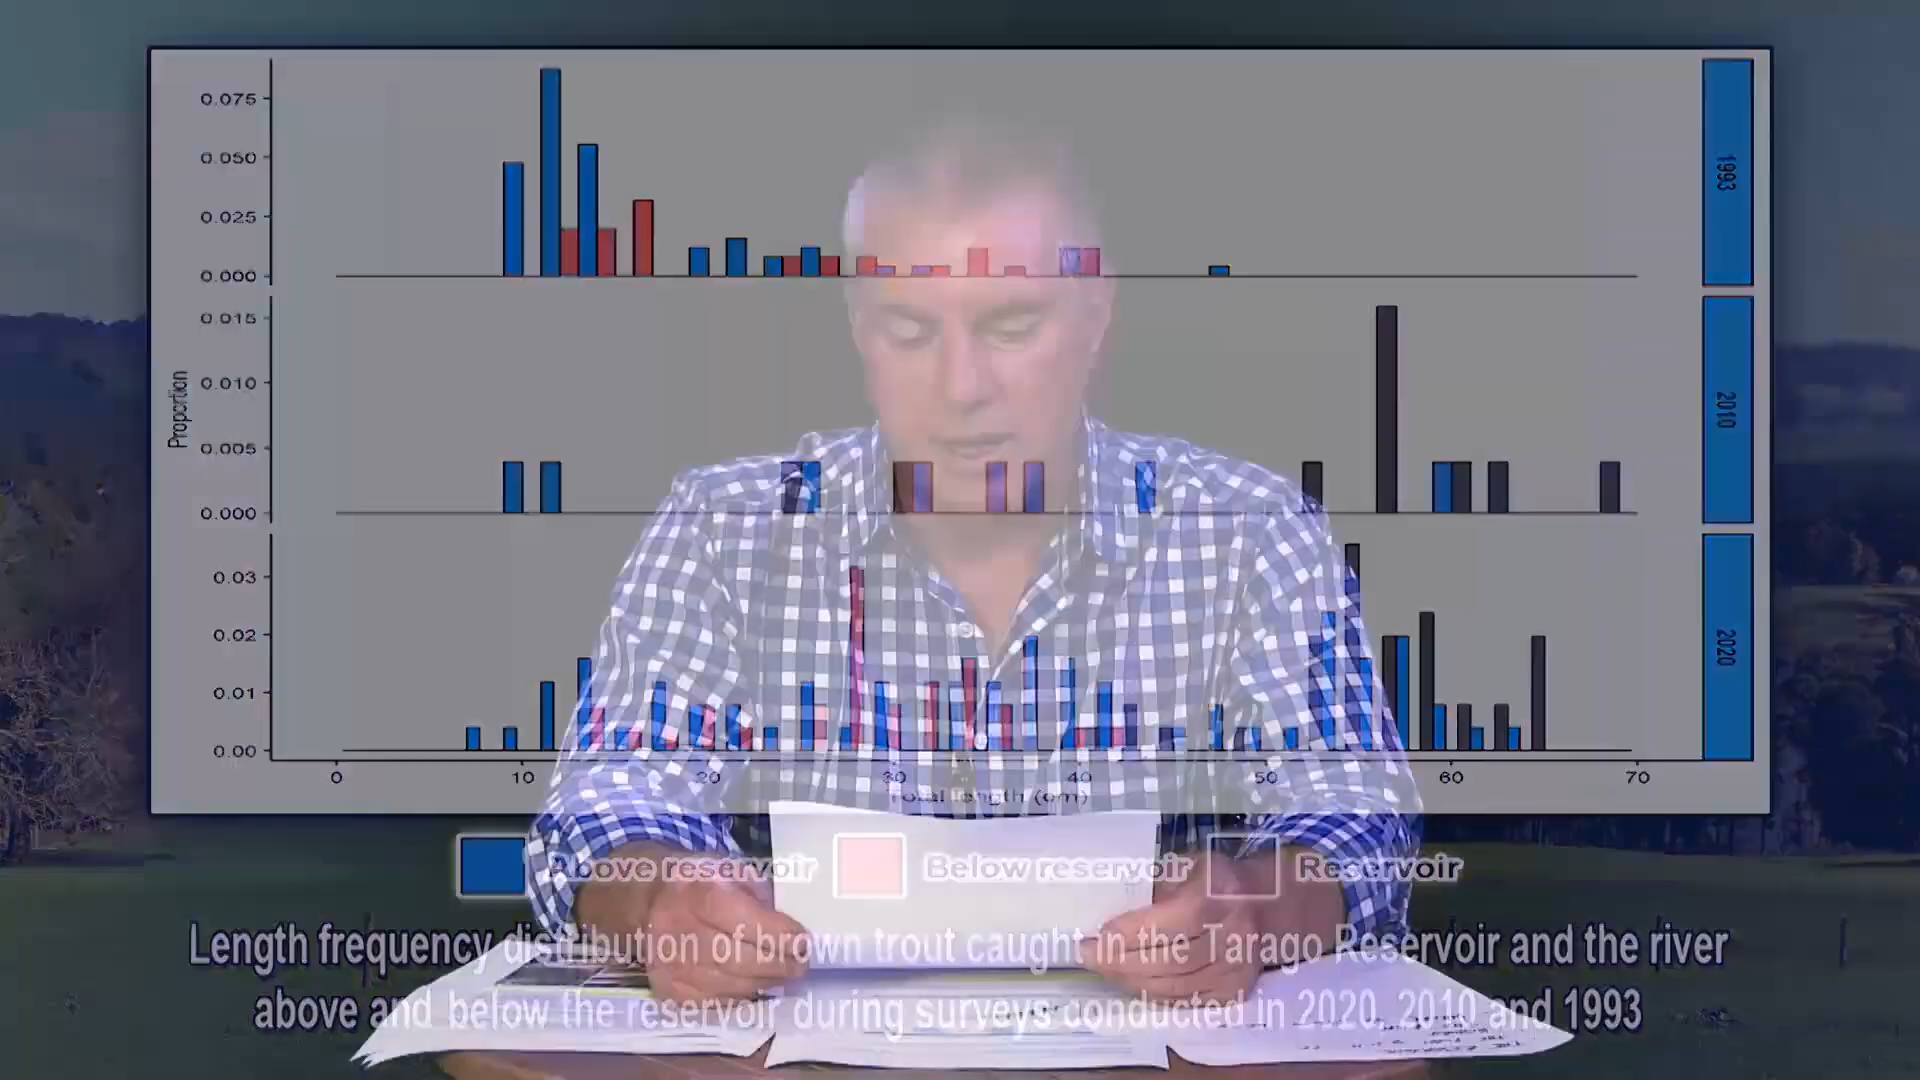 0.075
0.050
0.025
0.000
1993
0.015
0.010
0.005
0.000
2010
Proportion
0.03
0.02
0.01
0.00
2020
0 10 20 30 40 50 60 70
Total length (cm)
Above reservoir Below reservoir Reservoir
Length frequency distribution of brown trout caught in the Tarago Reservoir and the river
above and below the reservoir during surveys conducted in 2020, 2010 and 1993